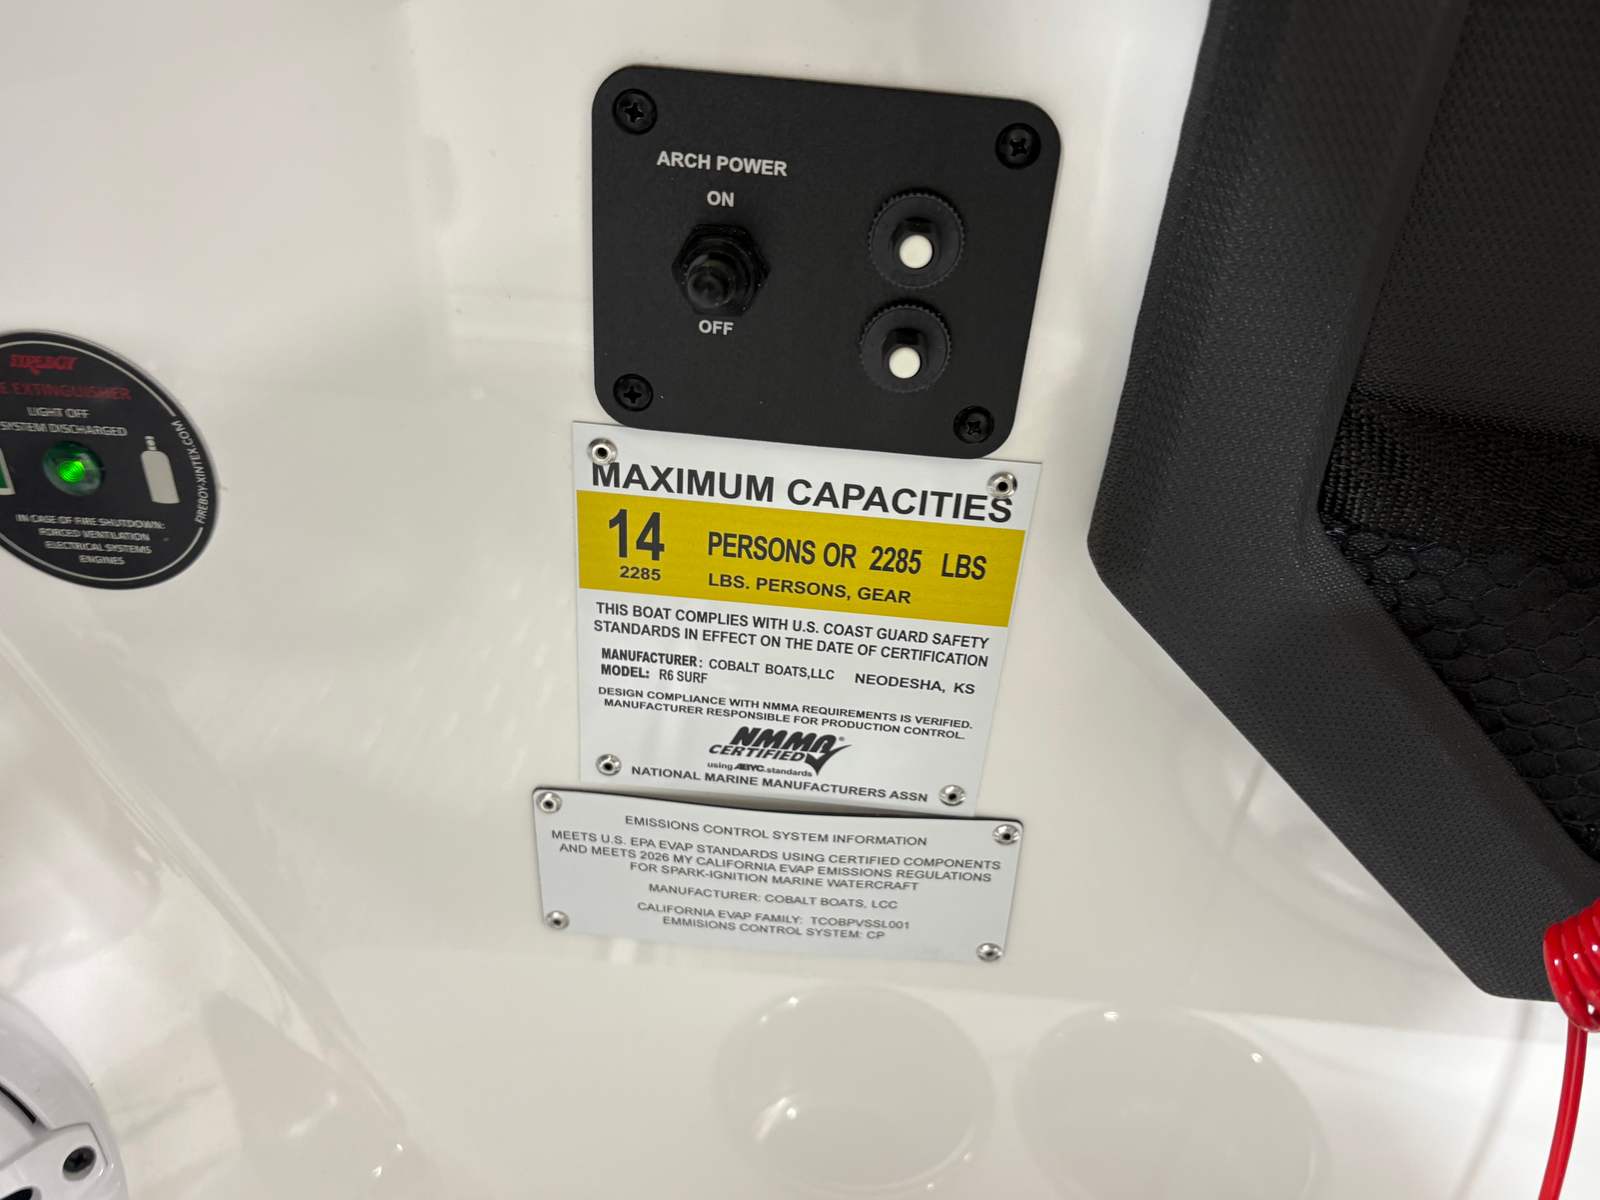 ARCH POWER
ON
OFF
FIREBOY
EXTINGUISHER
LIGHT OFF
SYSTEM DISCHARGED
IN CASE OF FIRE SHUTDOWN:
FORCED VENTILATION
ELECTRICAL SYSTEMS
ENGINES
FIREBOY-XINTEX.COM
MAXIMUM CAPACITIES
14 PERSONS OR 2285 LBS
2285 LBS. PERSONS, GEAR
THIS BOAT COMPLIES WITH U.S. COAST GUARD SAFETY
STANDARDS IN EFFECT ON THE DATE OF CERTIFICATION
MANUFACTURER: COBALT BOATS,LLC NEODESHA, KS
MODEL: R6 SURF
DESIGN COMPLIANCE WITH NMMA REQUIREMENTS IS VERIFIED.
MANUFACTURER RESPONSIBLE FOR PRODUCTION CONTROL.
NMMA®
CERTIFIED
using ABYC standards
NATIONAL MARINE MANUFACTURERS ASSN
EMISSIONS CONTROL SYSTEM INFORMATION
MEETS U.S. EPA EVAP STANDARDS USING CERTIFIED COMPONENTS
AND MEETS 2026 MY CALIFORNIA EVAP EMISSIONS REGULATIONS
FOR SPARK-IGNITION MARINE WATERCRAFT
MANUFACTURER: COBALT BOATS, LCC
CALIFORNIA EVAP FAMILY: TCOBPVSSL001
EMMISIONS CONTROL SYSTEM: CP